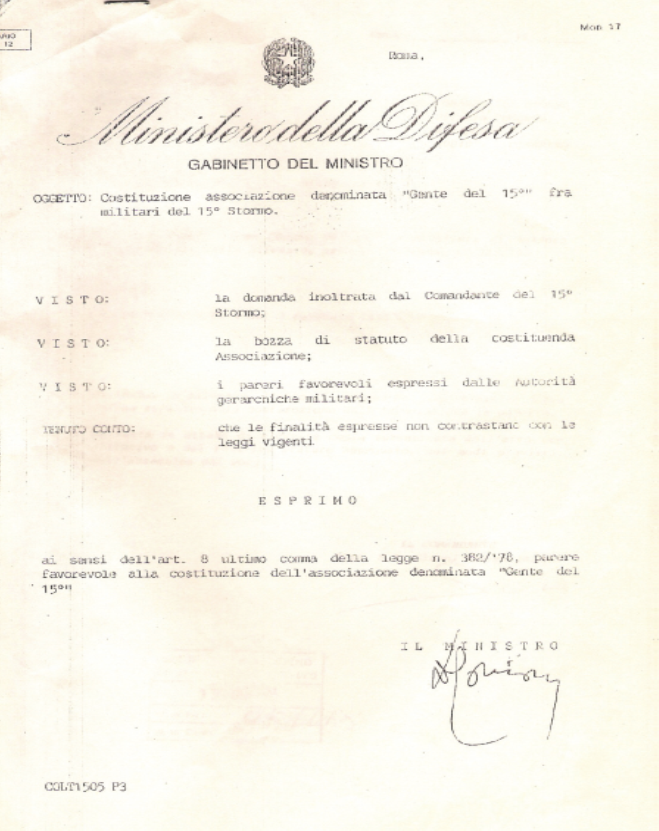 Mod 17
12
Roma,
Ministero della Difesa
GABINETTO DEL MINISTRO
OGGETTO: Costituzione associazione denominata "Gente del 15°" fra
militari del 15° Stormo.
V I S T O: la domanda inoltrata dal Comandante del 15°
Stormo;
V I S T O: la bozza di statuto della costituenda
Associazione;
V I S T O: i pareri favorevoli espressi dalle Autorità
gerarchiche militari;
TENUTO CONTO: che le finalità espresse non contrastano con le
leggi vigenti
E S P R I M O
ai sensi dell'art. 8 ultimo comma della legge n. 382/'78, parere
favorevole alla costituzione dell'associazione denominata "Gente del
15°"
I L  M I N I S T R O
COLT1505 P3